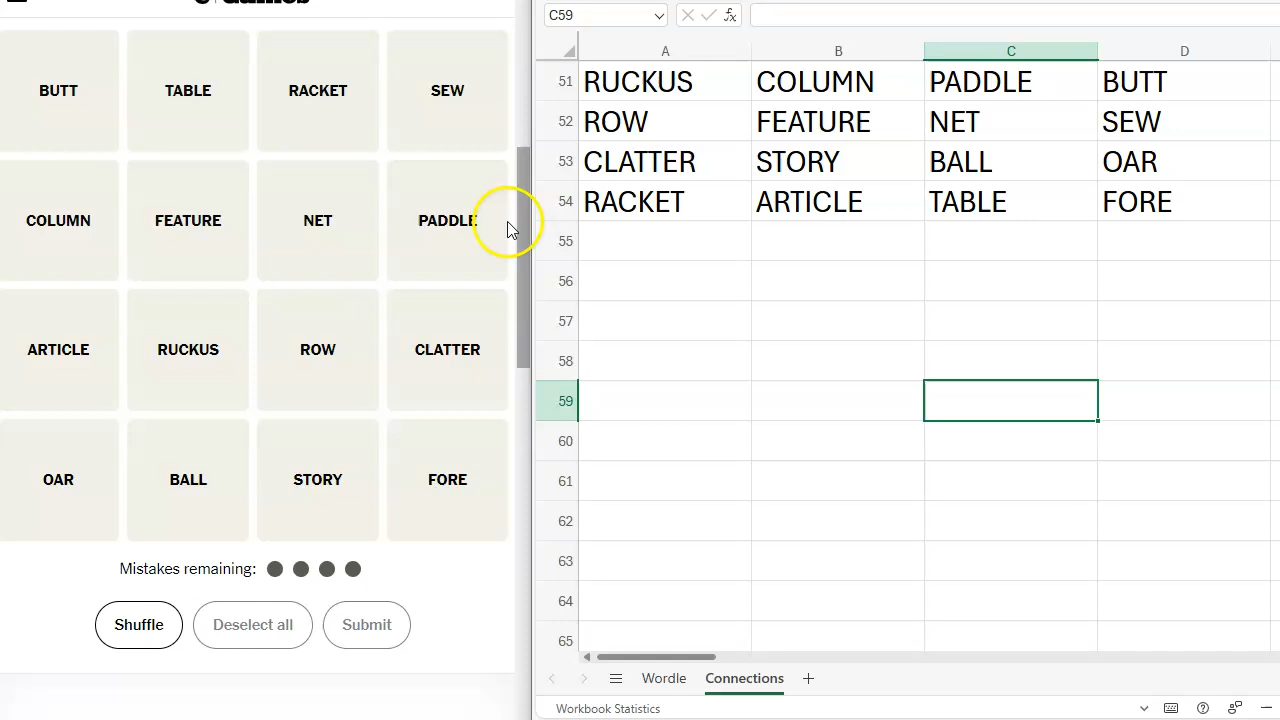 BUTT TABLE RACKET SEW
COLUMN FEATURE NET PADDLE
ARTICLE RUCKUS ROW CLATTER
OAR BALL STORY FORE
Mistakes remaining:
Shuffle Deselect all Submit
C59 fx
A B C D
51 RUCKUS COLUMN PADDLE BUTT
52 ROW FEATURE NET SEW
53 CLATTER STORY BALL OAR
54 RACKET ARTICLE TABLE FORE
55
56
57
58
59
60
61
62
63
64
65
Wordle Connections
Workbook Statistics